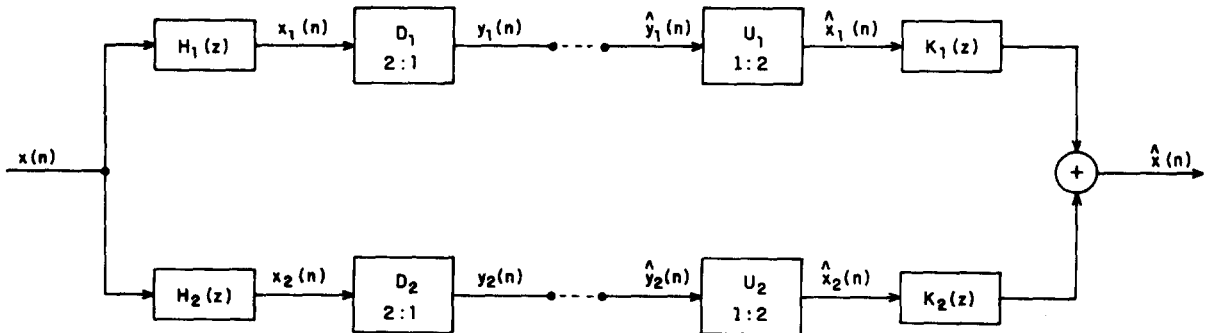 x(n)
H₁(z)
x₁(n)
D₁
2:1
y₁(n)
ŷ₁(n)
U₁
1:2
x̂₁(n)
K₁(z)
H₂(z)
x₂(n)
D₂
2:1
y₂(n)
ŷ₂(n)
U₂
1:2
x̂₂(n)
K₂(z)
+
x̂(n)